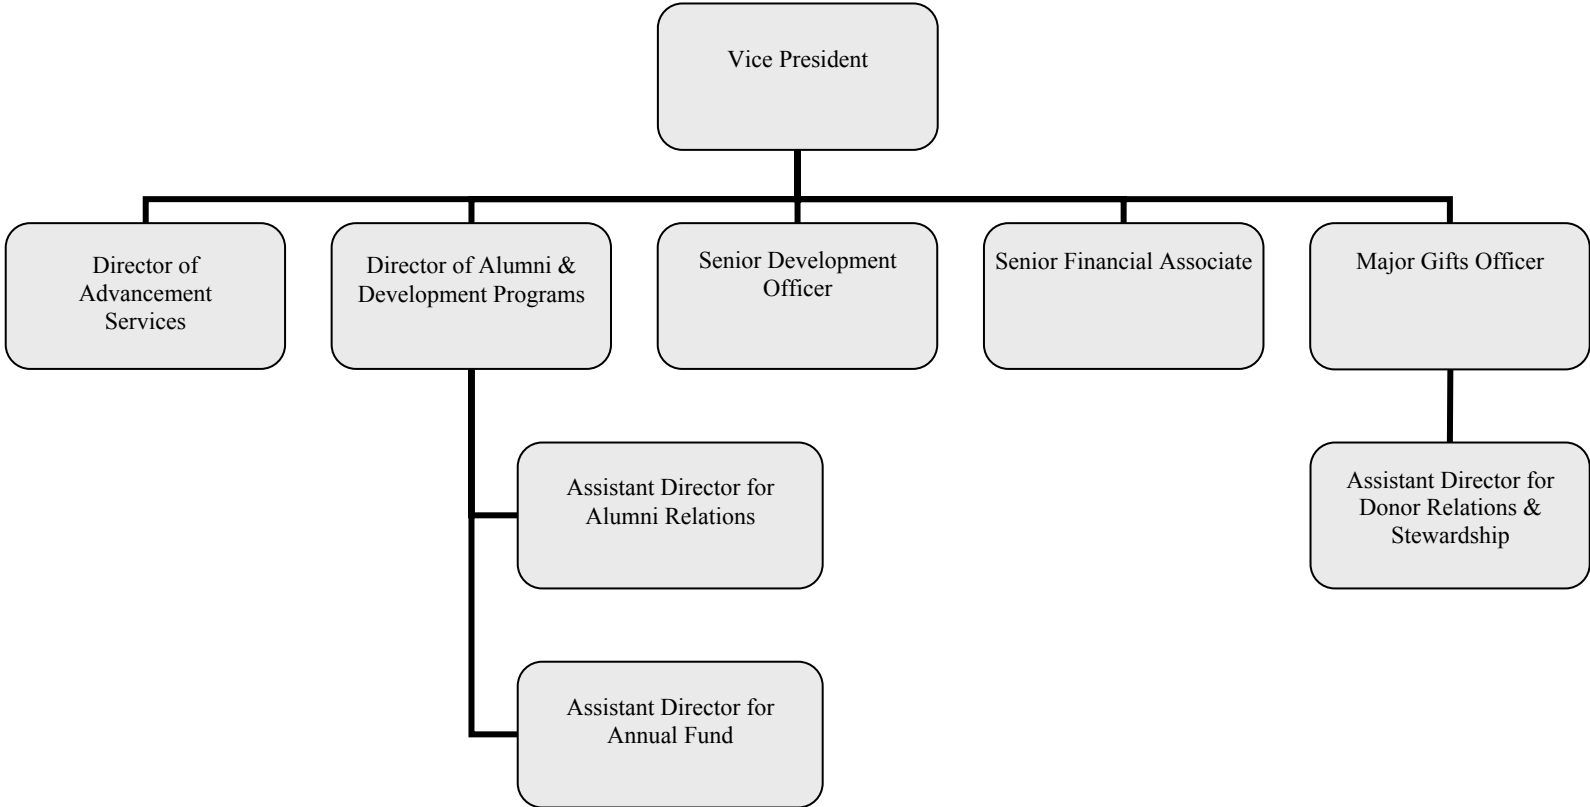 Vice President
Director of
Advancement
Services
Director of Alumni &
Development Programs
Senior Development
Officer
Senior Financial Associate
Major Gifts Officer
Assistant Director for
Alumni Relations
Assistant Director for
Donor Relations &
Stewardship
Assistant Director for
Annual Fund